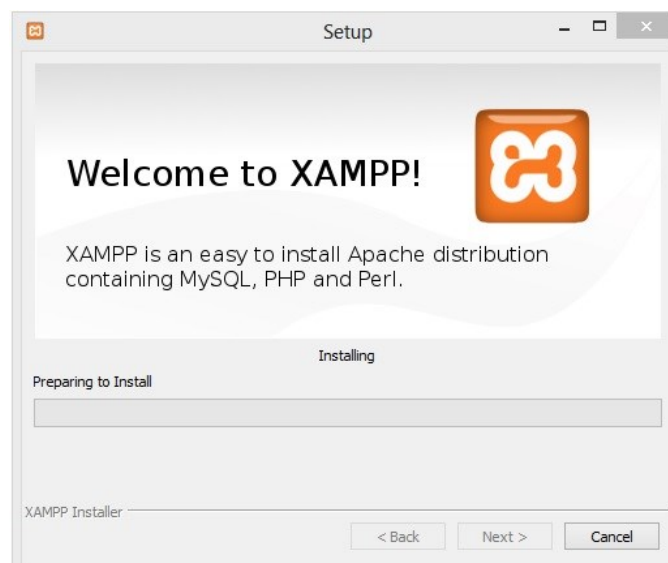 Setup
Welcome to XAMPP!
XAMPP is an easy to install Apache distribution
containing MySQL, PHP and Perl.
Installing
Preparing to Install
XAMPP Installer
< Back
Next >
Cancel